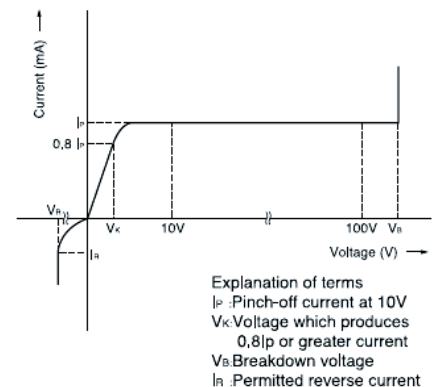 Current (mA)
IP
0,8 IP
VR
VK
10V
100V
VB
IR
Voltage (V)
Explanation of terms
IP :Pinch-off current at 10V
VK:Voltage which produces
0,8IP or greater current
VB:Breakdown voltage
IR :Permitted reverse current